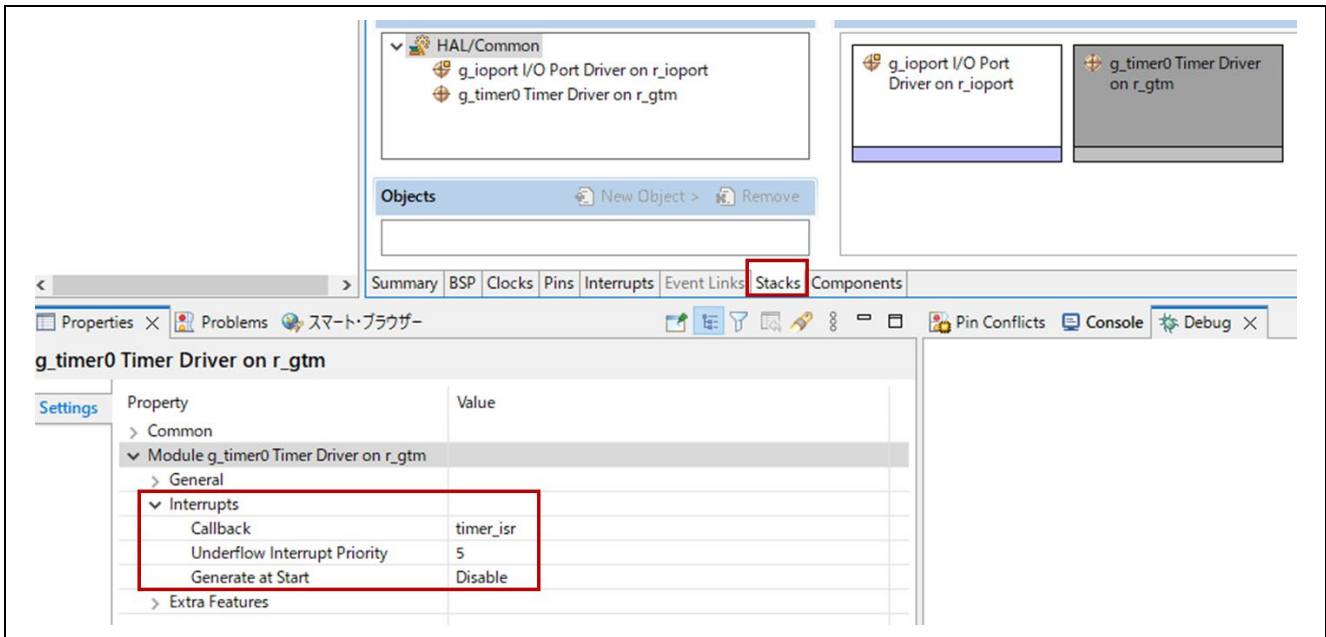 HAL/Common
g_ioport I/O Port Driver on r_ioport
g_timer0 Timer Driver on r_gtm
g_ioport I/O Port
Driver on r_ioport
g_timer0 Timer Driver
on r_gtm
Objects
New Object >
Remove
Summary BSP Clocks Pins Interrupts Event Links Stacks Components
Properties Problems スマート・ブラウザー
Pin Conflicts Console Debug
g_timer0 Timer Driver on r_gtm
Settings
Property Value
Common
Module g_timer0 Timer Driver on r_gtm
General
Interrupts
Callback timer_isr
Underflow Interrupt Priority 5
Generate at Start Disable
Extra Features